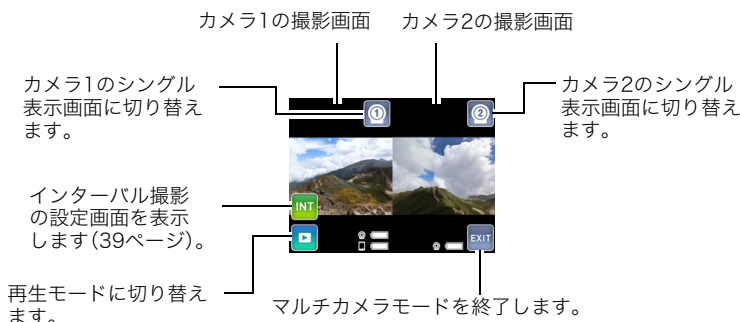 カメラ1の撮影画面
カメラ2の撮影画面
カメラ1のシングル
表示画面に切り替え
ます。
①
②
カメラ2のシングル
表示画面に切り替え
ます。
インターバル撮影
の設定画面を表示
します（39ページ）。
INT
EXIT
再生モードに切り替え
ます。
マルチカメラモードを終了します。